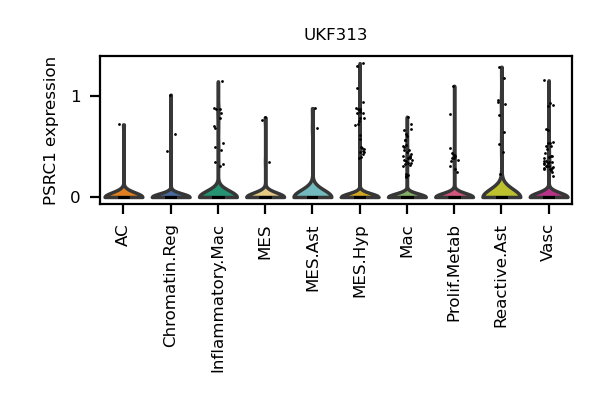 UKF313
PSRC1 expression
1
0
AC
Chromatin.Reg
Inflammatory.Mac
MES
MES.Ast
MES.Hyp
Mac
Prolif.Metab
Reactive.Ast
Vasc